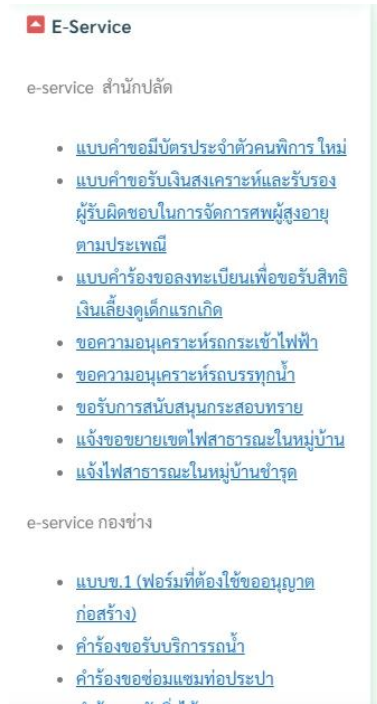 E-Service
e-service สำนักปลัด
แบบคำขอมีบัตรประจำตัวคนพิการ ใหม่
แบบคำขอรับเงินสงเคราะห์และรับรอง
ผู้รับผิดชอบในการจัดการศพผู้สูงอายุ
ตามประเพณี
แบบคำร้องขอลงทะเบียนเพื่อขอรับสิทธิ
เงินเลี้ยงดูเด็กแรกเกิด
ขอความอนุเคราะห์รถกระเช้าไฟฟ้า
ขอความอนุเคราะห์รถบรรทุกน้ำ
ขอรับการสนับสนุนกระสอบทราย
แจ้งขอขยายเขตไฟสาธารณะในหมู่บ้าน
แจ้งไฟสาธารณะในหมู่บ้านชำรุด
e-service กองช่าง
แบบข.1 (ฟอร์มที่ต้องใช้ขออนุญาต
ก่อสร้าง)
คำร้องขอรับบริการรถน้ำ
คำร้องขอซ่อมแซมท่อประปา